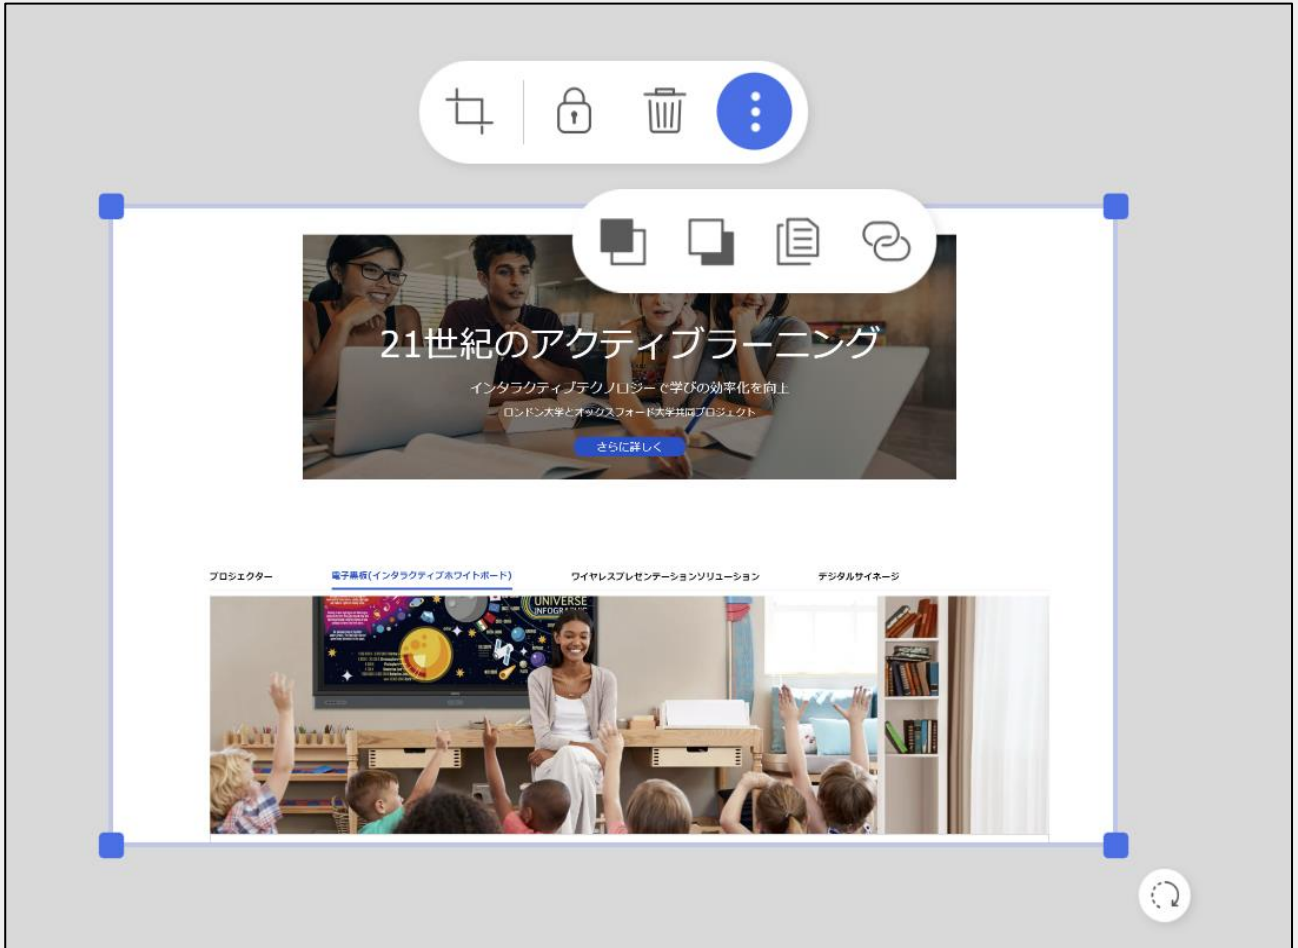 21世紀のアクティブラーニング
インタラクティブテクノロジーで学びの効率化を向上
ロンドン大学とオックスフォード大学共同プロジェクト
さらに詳しく
プロジェクター
電子黒板(インタラクティブホワイトボード)
ワイヤレスプレゼンテーションソリューション
デジタルサイネージ
UNIVERSE
INFOGRAPHIC